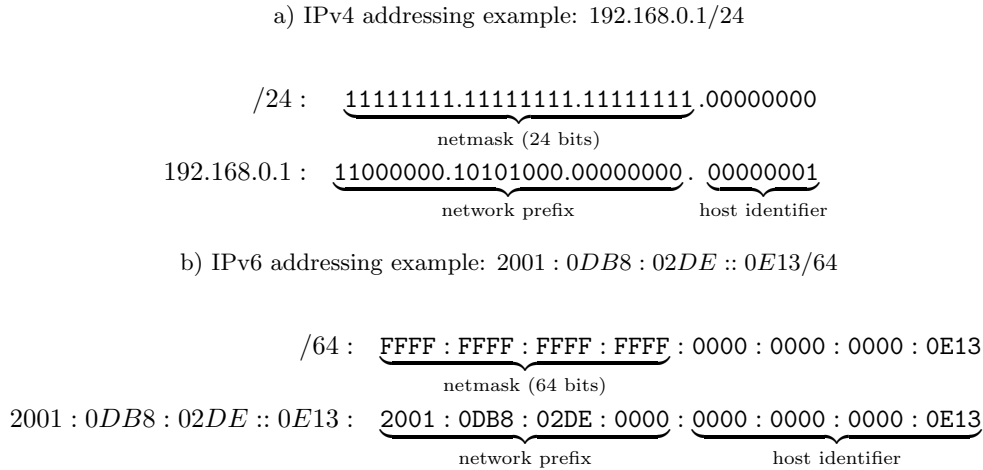 a) IPv4 addressing example: 192.168.0.1/24
/24 : 11111111.11111111.11111111.00000000
netmask (24 bits)
192.168.0.1 : 11000000.10101000.00000000. 00000001
network prefix host identifier
b) IPv6 addressing example: 2001 : 0DB8 : 02DE :: 0E13/64
/64 : FFFF : FFFF : FFFF : FFFF : 0000 : 0000 : 0000 : 0E13
netmask (64 bits)
2001 : 0DB8 : 02DE :: 0E13 : 2001 : 0DB8 : 02DE : 0000 : 0000 : 0000 : 0000 : 0E13
network prefix host identifier